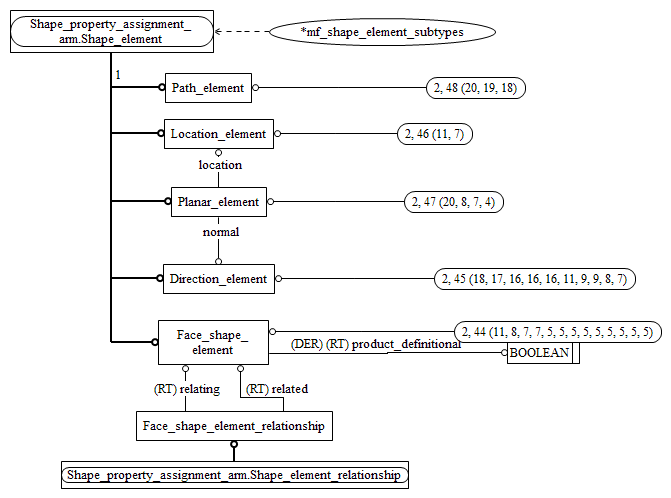 Shape_property_assignment_
arm.Shape_element
*mf_shape_element_subtypes
1
Path_element
2, 48 (20, 19, 18)
Location_element
2, 46 (11, 7)
location
Planar_element
2, 47 (20, 8, 7, 4)
normal
Direction_element
2, 45 (18, 17, 16, 16, 16, 11, 9, 9, 8, 7)
Face_shape_
element
2, 44 (11, 8, 7, 7, 5, 5, 5, 5, 5, 5, 5, 5, 5)
(DER) (RT) product_definitional
BOOLEAN
(RT) relating
(RT) related
Face_shape_element_relationship
Shape_property_assignment_arm.Shape_element_relationship